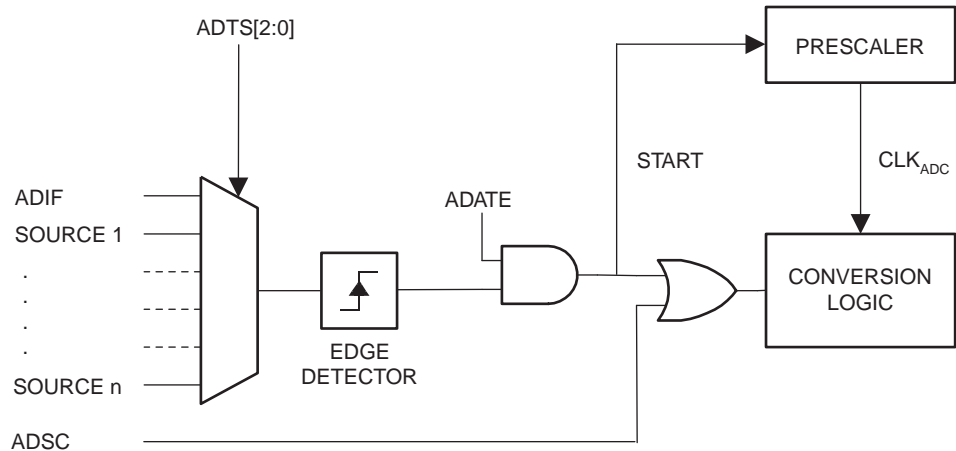 ADTS[2:0]
PRESCALER
START
CLKADC
ADIF
SOURCE 1
.
.
.
.
ADATE
CONVERSION
LOGIC
EDGE
DETECTOR
SOURCE n
ADSC